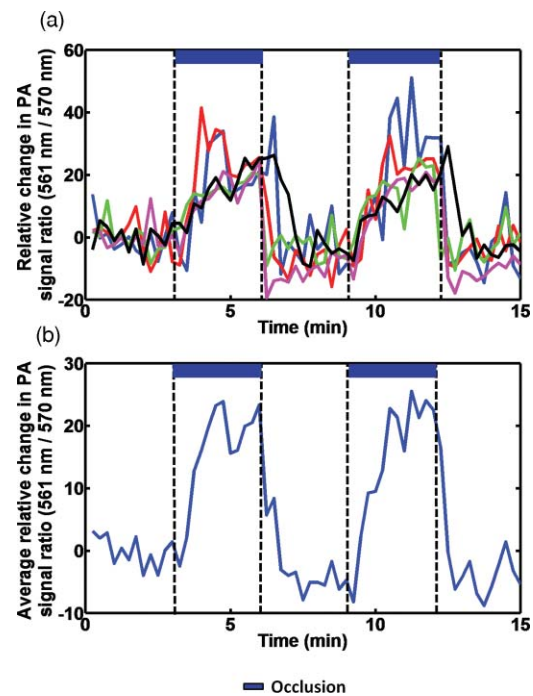 (a)
60
40
20
0
-20
Relative change in PA
signal ratio (561 nm / 570 nm)
5
10
15
Time (min)
(b)
30
20
10
0
-10
Average relative change in PA
signal ratio (561 nm / 570 nm)
5
10
15
Time (min)
Occlusion